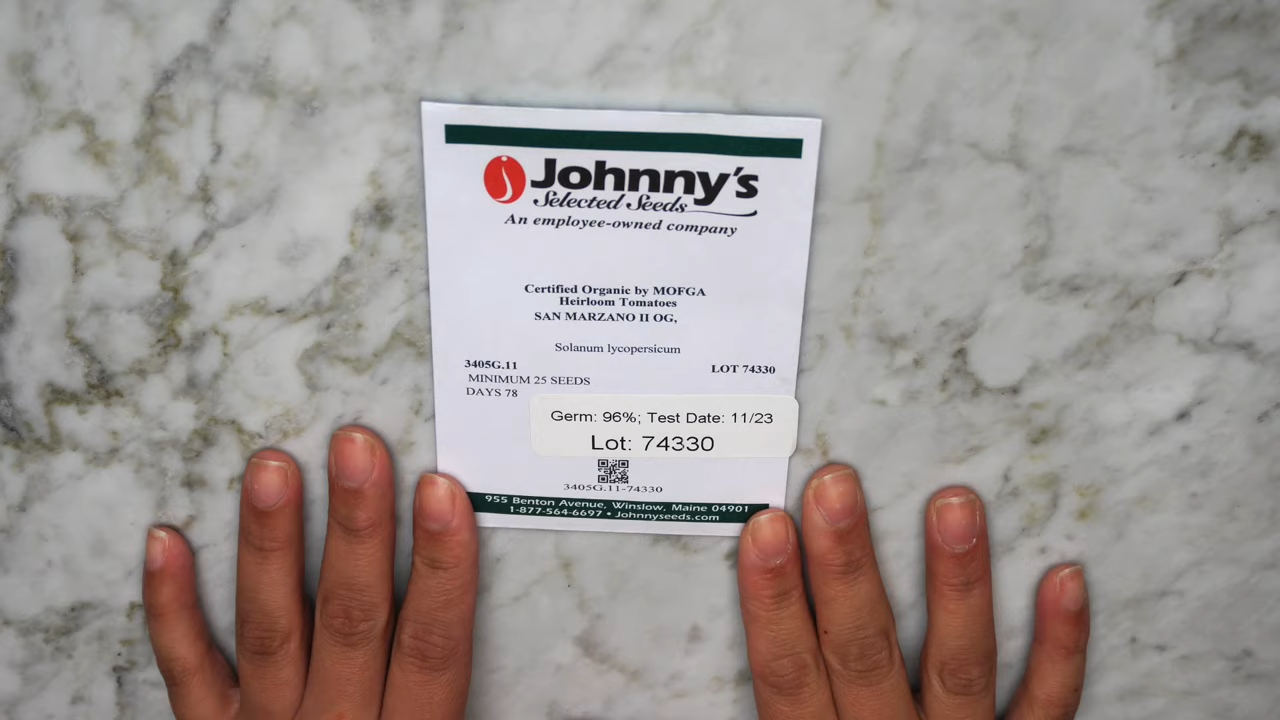 Johnny's
Selected Seeds
An employee-owned company
Certified Organic by MOFGA
Heirloom Tomatoes
SAN MARZANO II OG,
Solanum lycopersicum
3405G.11 LOT 74330
MINIMUM 25 SEEDS
DAYS 78
Germ: 96%; Test Date: 11/23
Lot: 74330
3405G.11-74330
955 Benton Avenue, Winslow, Maine 04901
1-877-564-6697 • Johnnyseeds.com